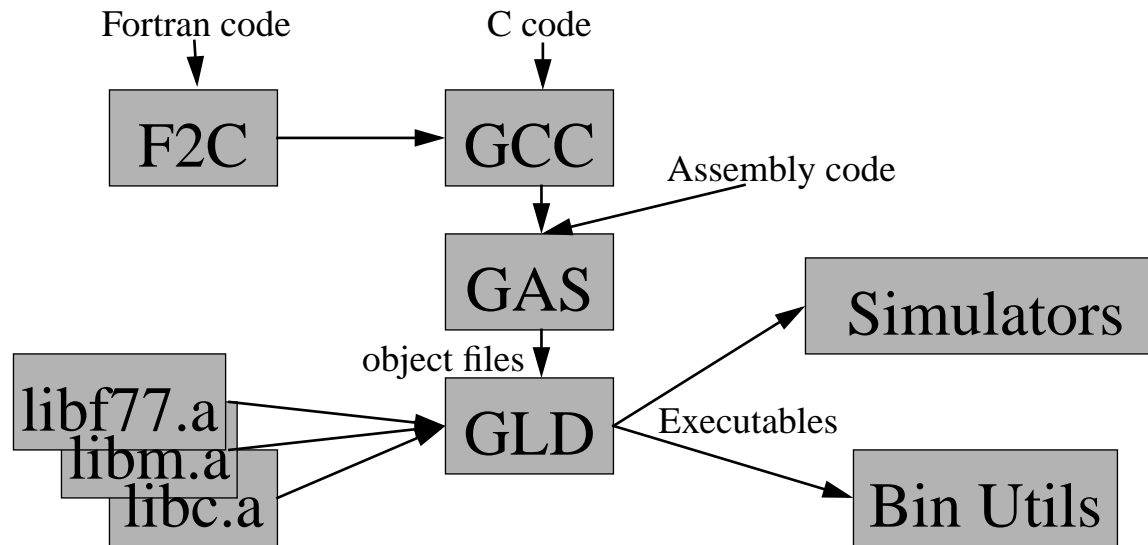 Fortran code
C code
F2C
GCC
Assembly code
GAS
Simulators
object files
libf77.a
GLD
Executables
libm.a
libc.a
Bin Utils